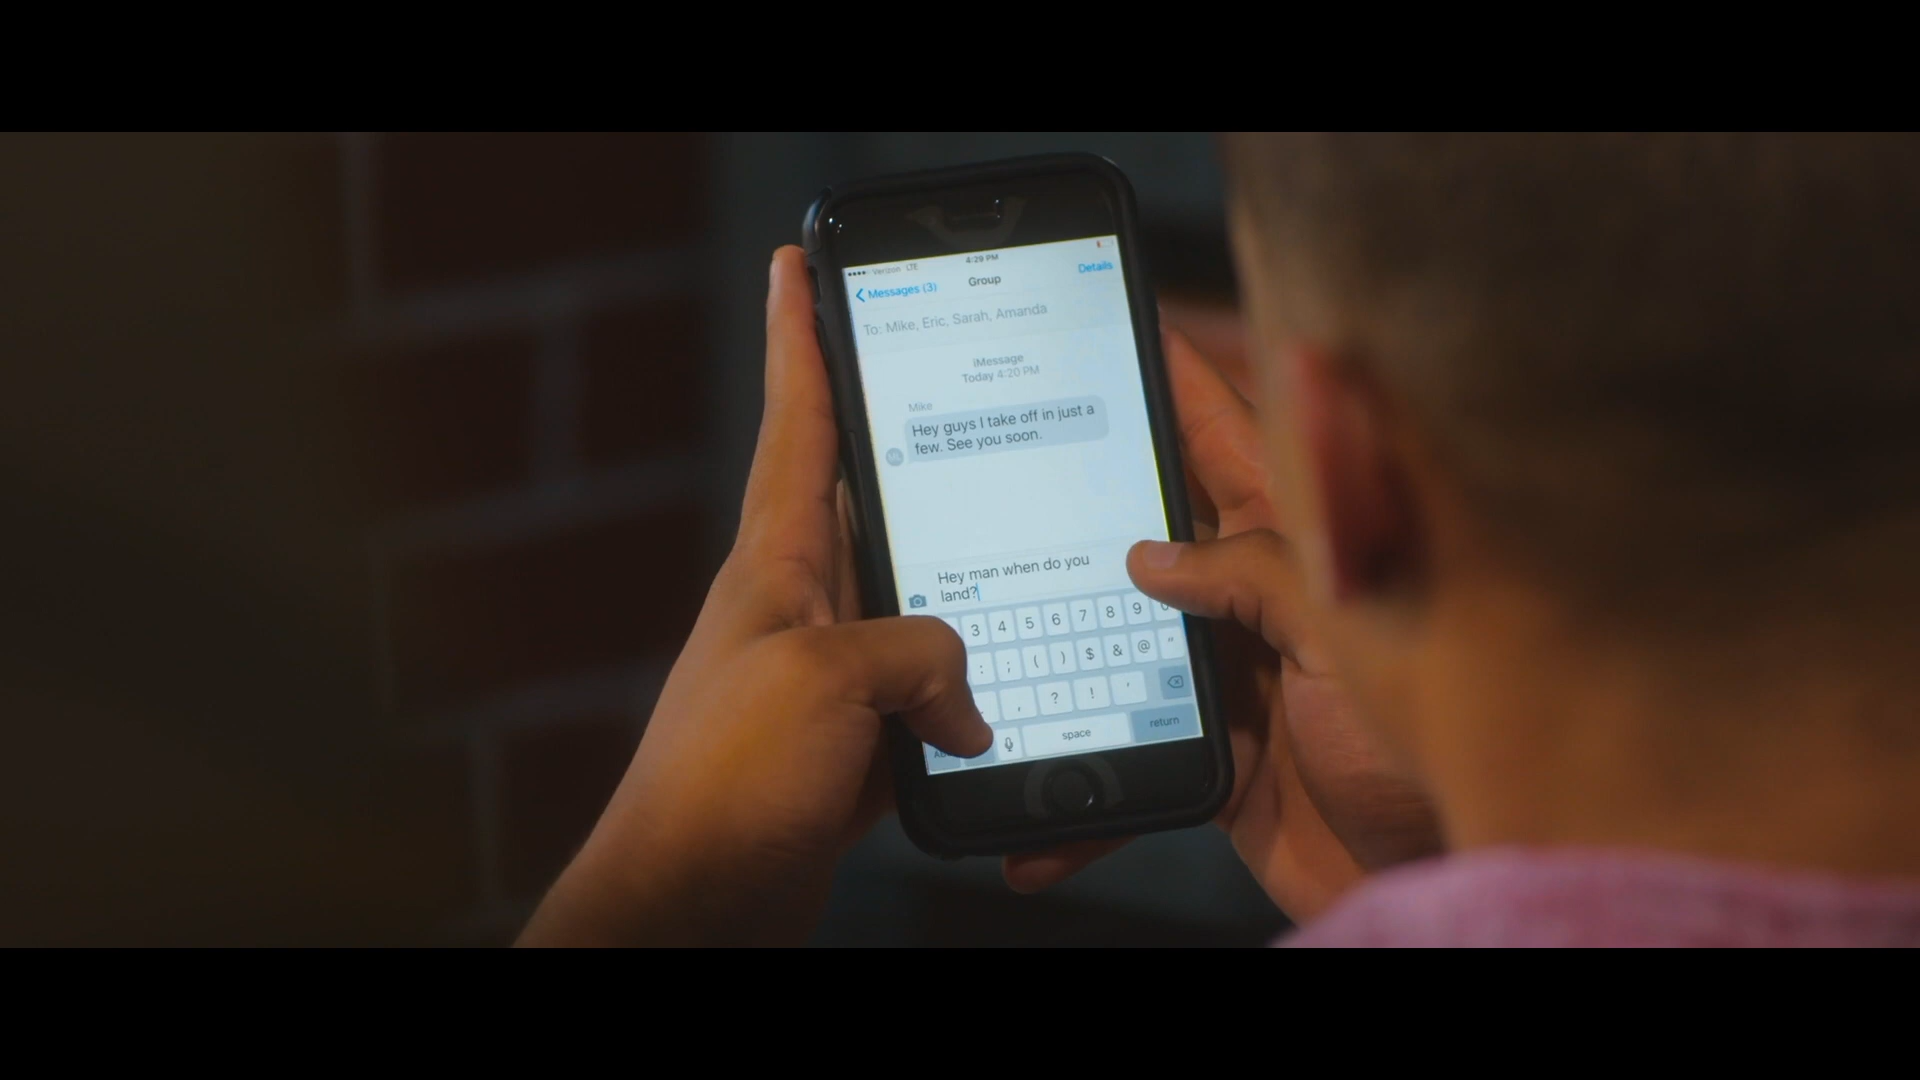 Verizon LTE 4:29 PM
Messages (3) Group Details
To: Mike, Eric, Sarah, Amanda
iMessage
Today 4:20 PM
Mike
Hey guys I take off in just a
few. See you soon.
Hey man when do you
land?
3 4 5 6 7 8 9 0
: ; ( ) $ & @ "
, ? ! '
space return